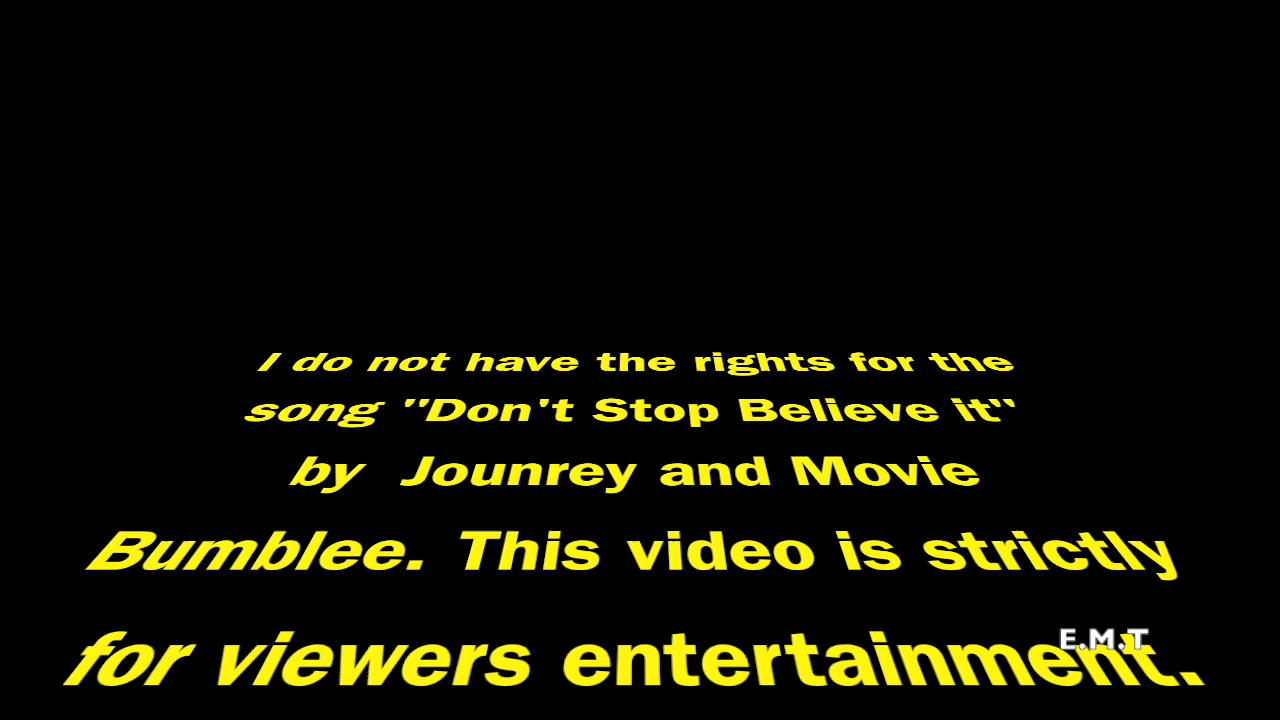 I do not have the rights for the
song "Don't Stop Believe it"
by Jounrey and Movie
Bumblee. This video is strictly
for viewers entertainment.
E.M.T